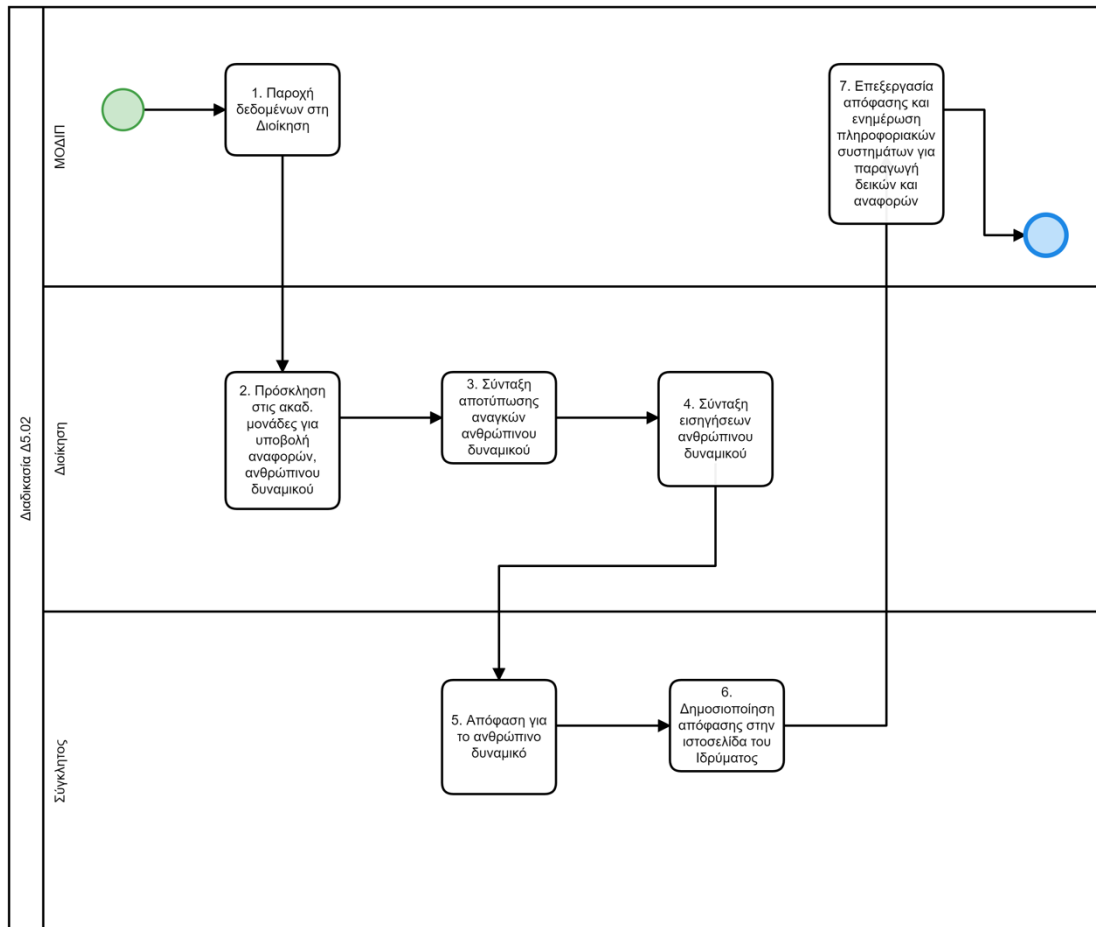 Διαδικασία Δ5.02
ΜΟΔΙΠ
1. Παροχή
δεδομένων στη
Διοίκηση
7. Επεξεργασία
απόφασης και
ενημέρωση
πληροφοριακών
συστημάτων για
παραγωγή
δεικών και
αναφορών
Διοίκηση
2. Πρόσκληση
στις ακαδ.
μονάδες για
υποβολή
αναφορών,
ανθρώπινου
δυναμικού
3. Σύνταξη
αποτύπωσης
αναγκών
ανθρώπινου
δυναμικού
4. Σύνταξη
εισηγήσεων
ανθρώπινου
δυναμικού
Σύγκλητος
5. Απόφαση για
το ανθρώπινο
δυναμικό
6.
Δημοσιοποίηση
απόφασης στην
ιστοσελίδα του
Ιδρύματος